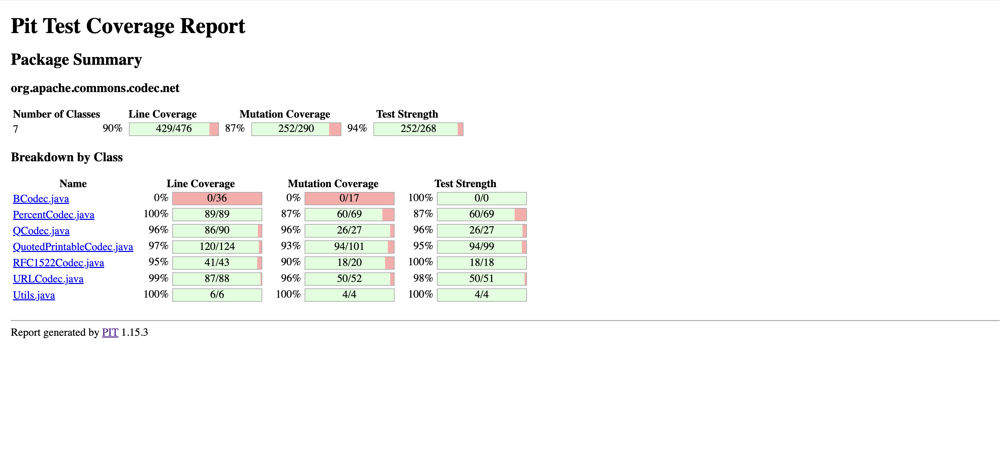 Pit Test Coverage Report
Package Summary
org.apache.commons.codec.net
Number of Classes Line Coverage Mutation Coverage Test Strength
7 90% 429/476 87% 252/290 94% 252/268
Breakdown by Class
Name Line Coverage Mutation Coverage Test Strength
BCodec.java 0% 0/36 0% 0/17 100% 0/0
PercentCodec.java 100% 89/89 87% 60/69 87% 60/69
QCodec.java 96% 86/90 96% 26/27 96% 26/27
QuotedPrintableCodec.java 97% 120/124 93% 94/101 95% 94/99
RFC1522Codec.java 95% 41/43 90% 18/20 100% 18/18
URLCodec.java 99% 87/88 96% 50/52 98% 50/51
Utils.java 100% 6/6 100% 4/4 100% 4/4
Report generated by PIT 1.15.3